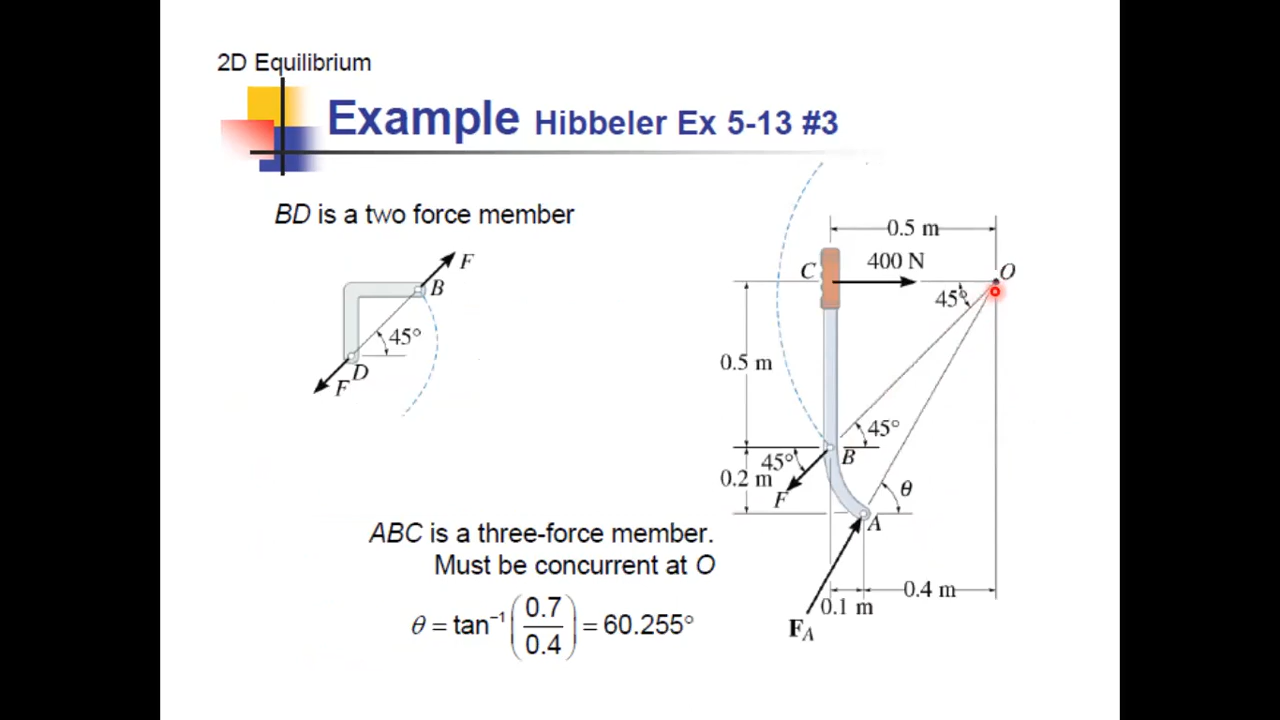 2D Equilibrium
Example Hibbeler Ex 5-13 #3
BD is a two force member
F
B
45°
D
F
0.5 m
C
400 N
O
45°
0.5 m
45°
B
45°
0.2 m
F
θ
A
0.1 m
0.4 m
F_A
ABC is a three-force member.
Must be concurrent at O
θ = tan⁻¹(0.7/0.4) = 60.255°